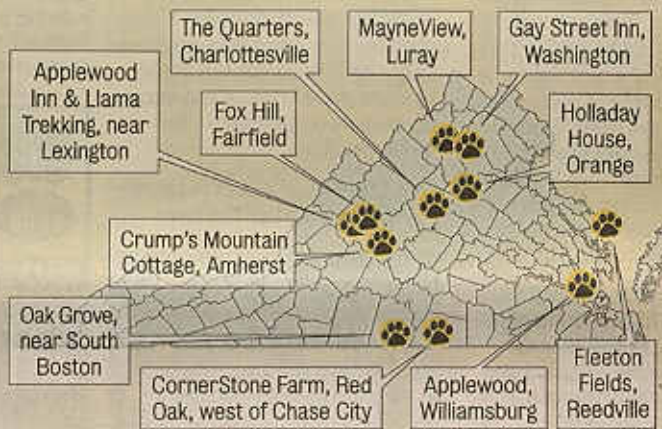 The Quarters,
Charlottesville
MayneView,
Luray
Gay Street Inn,
Washington
Applewood
Inn & Llama
Trekking, near
Lexington
Fox Hill,
Fairfield
Holladay
House,
Orange
Crump's Mountain
Cottage, Amherst
Oak Grove,
near South
Boston
CornerStone Farm, Red
Oak, west of Chase City
Applewood,
Williamsburg
Fleeton
Fields,
Reedville